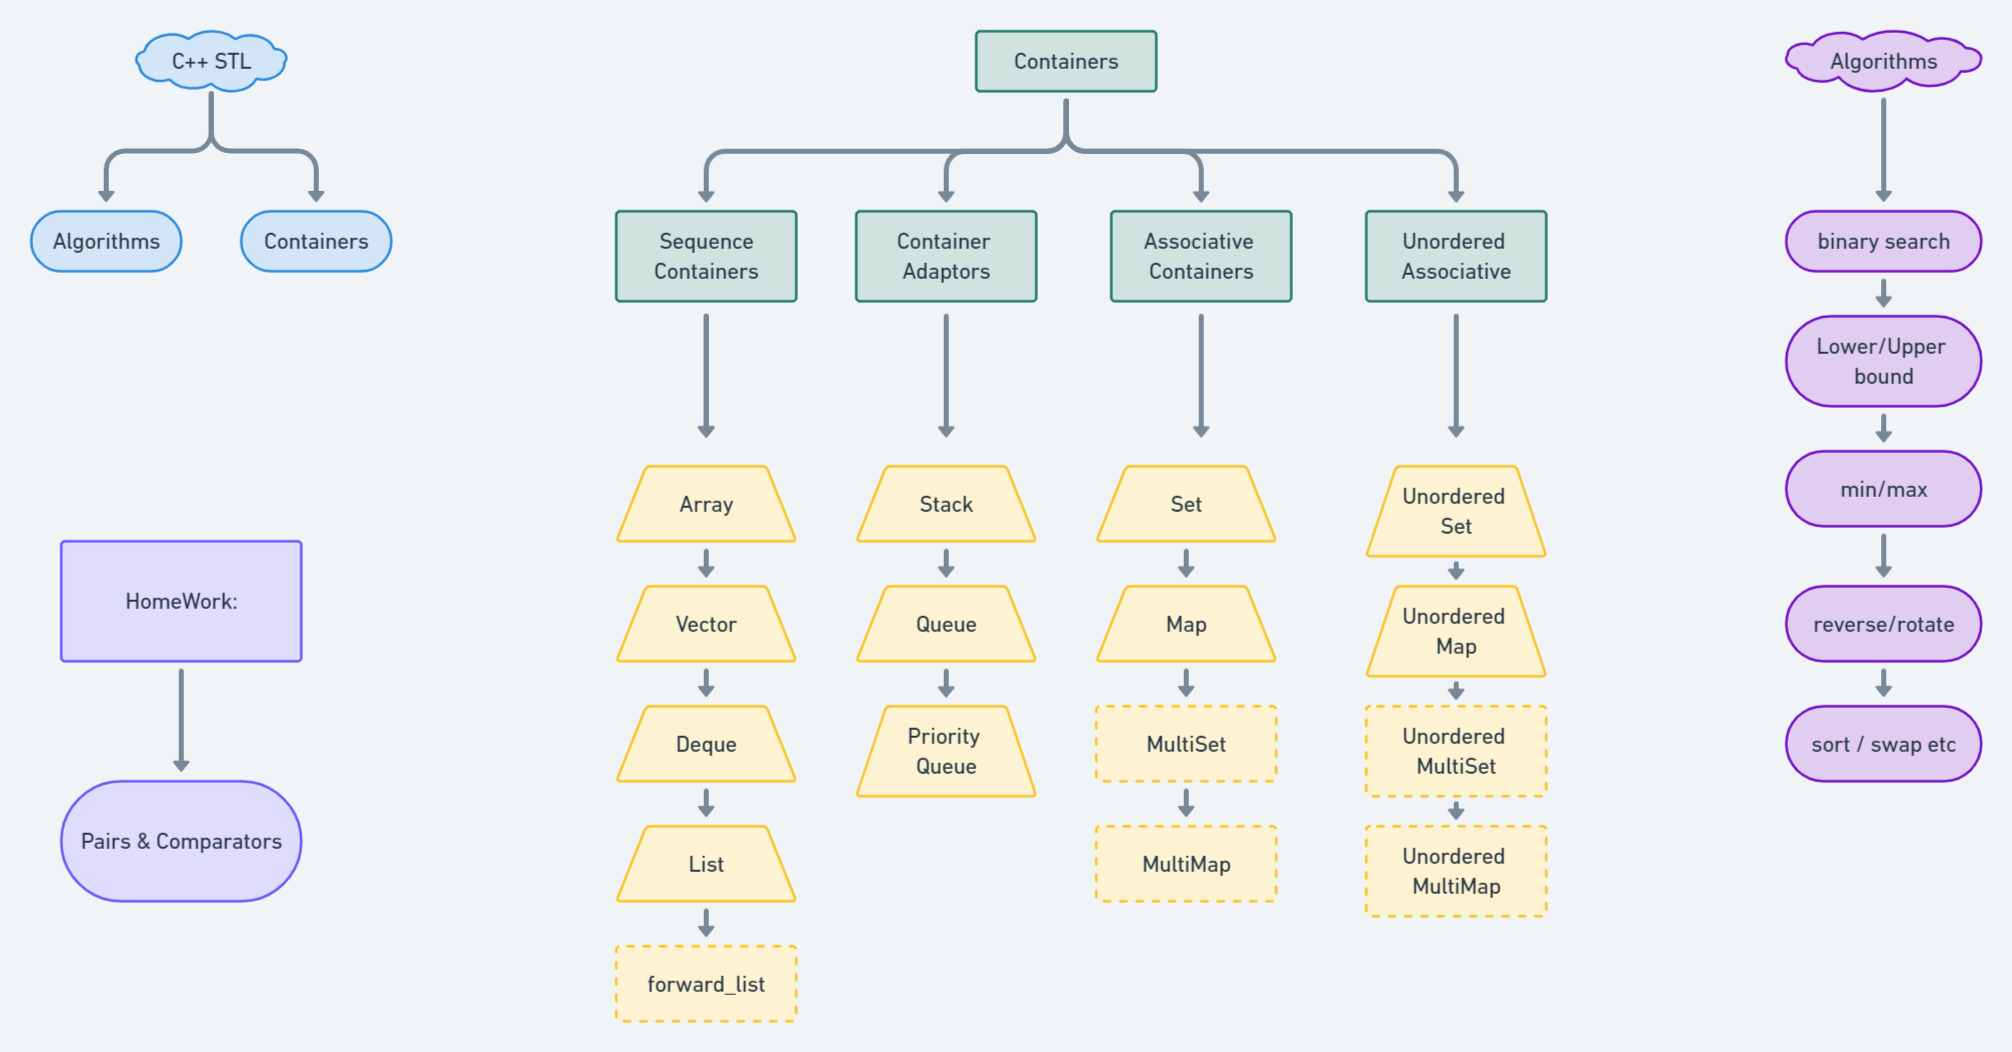 C++ STL
Algorithms
Containers
HomeWork:
Pairs & Comparators
Containers
Sequence
Containers
Array
Vector
Deque
List
forward_list
Container
Adaptors
Stack
Queue
Priority
Queue
Associative
Containers
Set
Map
MultiSet
MultiMap
Unordered
Associative
Unordered
Set
Unordered
Map
Unordered
MultiSet
Unordered
MultiMap
Algorithms
binary search
Lower/Upper
bound
min/max
reverse/rotate
sort / swap etc